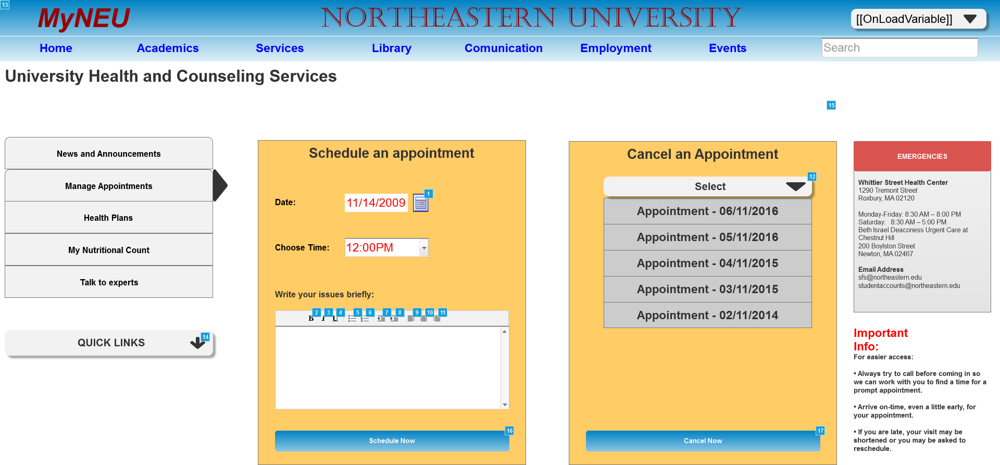 13
MyNEU
NORTHEASTERN UNIVERSITY
[[OnLoadVariable]]
Home
Academics
Services
Library
Comunication
Employment
Events
Search
University Health and Counseling Services
15
News and Announcements
Manage Appointments
Health Plans
My Nutritional Count
Talk to experts
QUICK LINKS
14
Schedule an appointment
Date:
11/14/2009
1
Choose Time:
12:00PM
Write your issues briefly:
2
3
4
5
6
7
8
9
10
11
B
I
U
Schedule Now
16
Cancel an Appointment
12
Select
Appointment - 06/11/2016
Appointment - 05/11/2016
Appointment - 04/11/2015
Appointment - 03/11/2015
Appointment - 02/11/2014
Cancel Now
17
EMERGENCIES
Whittier Street Health Center
1290 Tremont Street
Roxbury, MA 02120
Monday-Friday: 8:30 AM – 8:00 PM
Saturday:   8:30 AM – 5:00 PM
Beth Israel Deaconess Urgent Care at
Chestnut Hill
200 Boylston Street
Newton, MA 02467
Email Address
sfs@northeastern.edu
studentaccounts@northeastern.edu
Important
Info:
For easier access:
• Always try to call before coming in so
we can work with you to find a time for a
prompt appointment.
• Arrive on-time, even a little early, for
your appointment.
• If you are late, your visit may be
shortened or you may be asked to
reschedule.